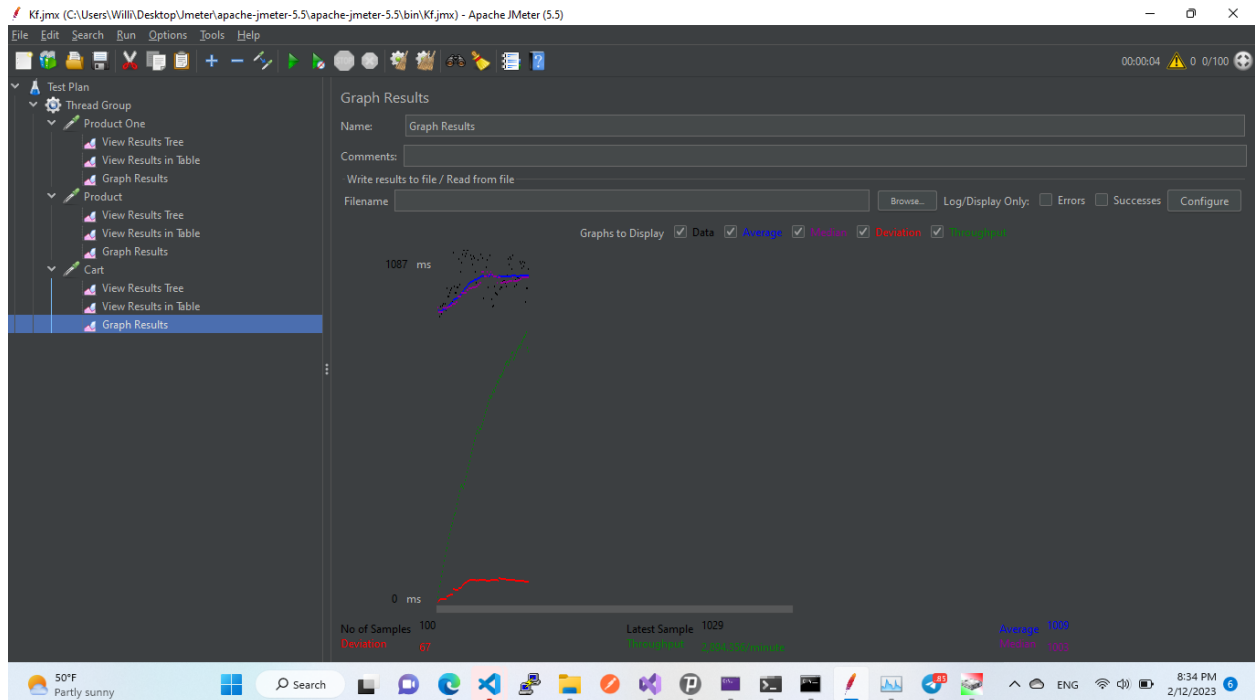 Kf.jmx (C:\Users\Willi\Desktop\Jmeter\apache-jmeter-5.5\apache-jmeter-5.5\bin\Kf.jmx) - Apache JMeter (5.5)
File Edit Search Run Options Tools Help
00:00:04 0 0/100
Test Plan
Thread Group
Product One
View Results Tree
View Results in Table
Graph Results
Product
View Results Tree
View Results in Table
Graph Results
Cart
View Results Tree
View Results in Table
Graph Results
Graph Results
Name: Graph Results
Comments:
Write results to file / Read from file
Filename Browse... Log/Display Only: Errors Successes Configure
Graphs to Display Data Average Median Deviation Throughput
1087 ms
0 ms
No of Samples 100 Latest Sample 1029 Average 1009
Deviation 67 Throughput 2,804.356/minute Median
50°F
Partly sunny
Search
85
ENG
8:34 PM
2/12/2023
6